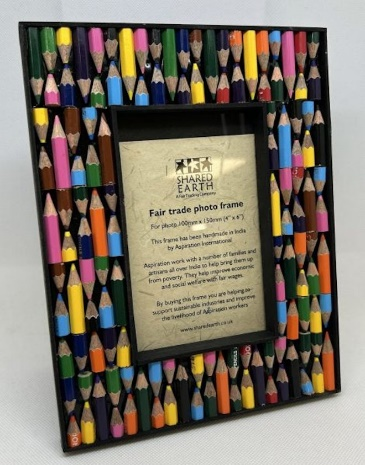 SHARED
EARTH
A Fair Trading Company
Fair trade photo frame
For photo 100mm x 150mm (4" x 6")
This frame has been handmade in India
by Aspiration International
Aspiration work with a number of families and
artisans all over India to help bring them up
from poverty. They help improve economic
and social welfare with fair wages.
By buying this frame you are helping
support sustainable industries and improve
the livelihood of Aspiration workers
www.sharedearth.co.uk